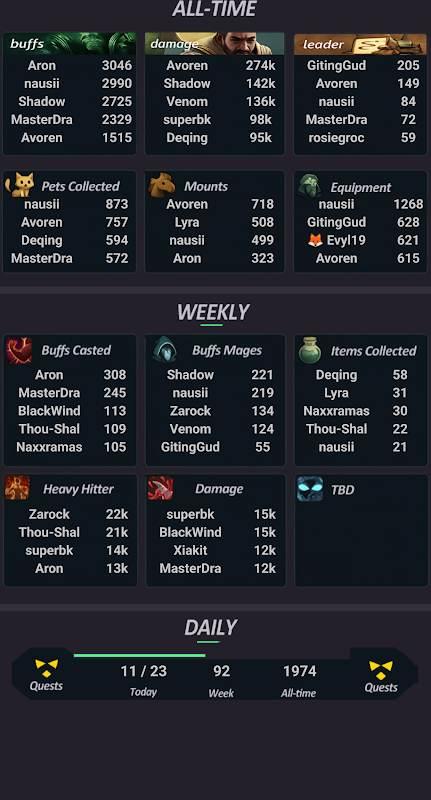 ALL-TIME
buffs
Aron 3046
nausii 2990
Shadow 2725
MasterDra 2329
Avoren 1515
damage
Avoren 274k
Shadow 142k
Venom 136k
superbk 98k
Deqing 95k
leader
GitingGud 205
Avoren 149
nausii 84
MasterDra 72
rosiegroc 59
Pets Collected
nausii 873
Avoren 757
Deqing 594
MasterDra 572
Mounts
Avoren 718
Lyra 508
nausii 499
Aron 323
Equipment
nausii 1268
GitingGud 628
🦊 Evyl19 621
Avoren 615
WEEKLY
Buffs Casted
Aron 308
MasterDra 245
BlackWind 113
Thou-Shal 109
Naxxramas 105
Buffs Mages
Shadow 221
nausii 219
Zarock 134
Venom 124
GitingGud 55
Items Collected
Deqing 58
Lyra 31
Naxxramas 30
Thou-Shal 22
nausii 21
Heavy Hitter
Zarock 22k
Thou-Shal 21k
superbk 14k
Aron 13k
Damage
superbk 15k
BlackWind 15k
Xiakit 12k
MasterDra 12k
TBD
DAILY
Quests
11 / 23 92 1974
Today Week All-time
Quests